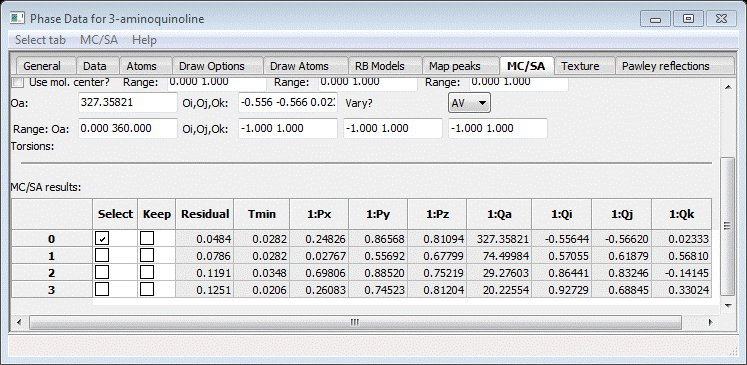 Phase Data for 3-aminoquinoline
Select tab MC/SA Help
General Data Atoms Draw Options Draw Atoms RB Models Map peaks MC/SA Texture Pawley reflections
Use mol. center? Range: 0.000 1.000 Range: 0.000 1.000 Range: 0.000 1.000
Oa: 327.35821 Oi,Oj,Ok: -0.556 -0.566 0.02 Vary? AV
Range: Oa: 0.000 360.000 Oi,Oj,Ok: -1.000 1.000 -1.000 1.000 -1.000 1.000
Torsions:
MC/SA results:
Select Keep Residual Tmin 1:Px 1:Py 1:Pz 1:Qa 1:Qi 1:Qj 1:Qk
0 0.0484 0.0282 0.24826 0.86568 0.81094 327.35821 -0.55644 -0.56620 0.02333
1 0.0786 0.0282 0.02767 0.55692 0.67799 74.49984 0.57055 0.61879 0.56810
2 0.1191 0.0348 0.69806 0.88520 0.75219 29.27603 0.86441 0.83246 -0.14145
3 0.1251 0.0206 0.26083 0.74523 0.81204 20.22554 0.92729 0.68845 0.33024